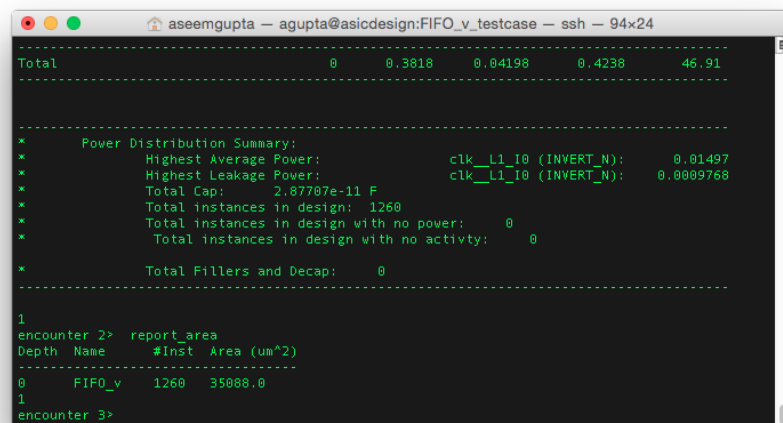 aseemgupta — agupta@asicdesign:FIFO_v_testcase — ssh — 94×24
--------------------------------------------------------------------------------
Total 0 0.3818 0.04198 0.4238 46.91
--------------------------------------------------------------------------------
--------------------------------------------------------------------------------
* Power Distribution Summary:
* Highest Average Power: clk__L1_I0 (INVERT_N): 0.01497
* Highest Leakage Power: clk__L1_I0 (INVERT_N): 0.0009768
* Total Cap: 2.87707e-11 F
* Total instances in design: 1260
* Total instances in design with no power: 0
* Total instances in design with no activty: 0
* Total Fillers and Decap: 0
--------------------------------------------------------------------------------
1
encounter 2> report_area
Depth Name #Inst Area (um^2)
-----------------------------------
0 FIFO_v 1260 35088.0
1
encounter 3>